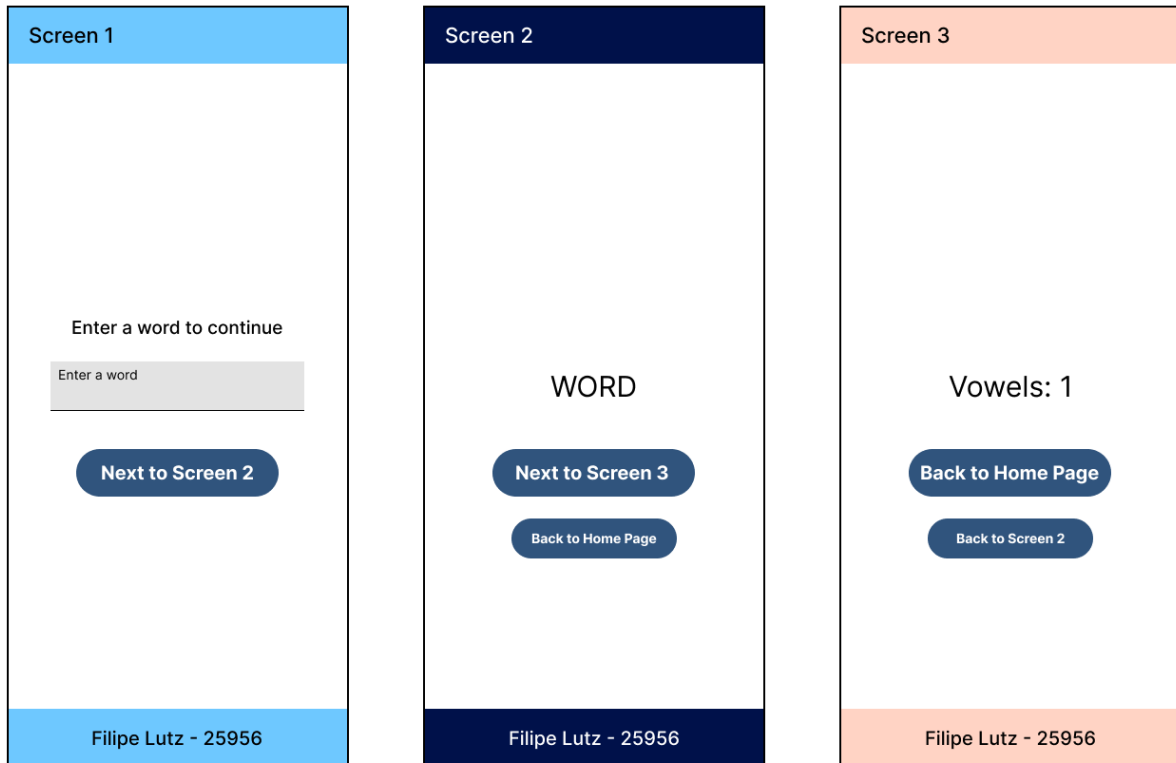 Screen 1
Enter a word to continue
Enter a word
Next to Screen 2
Filipe Lutz - 25956
Screen 2
WORD
Next to Screen 3
Back to Home Page
Filipe Lutz - 25956
Screen 3
Vowels: 1
Back to Home Page
Back to Screen 2
Filipe Lutz - 25956